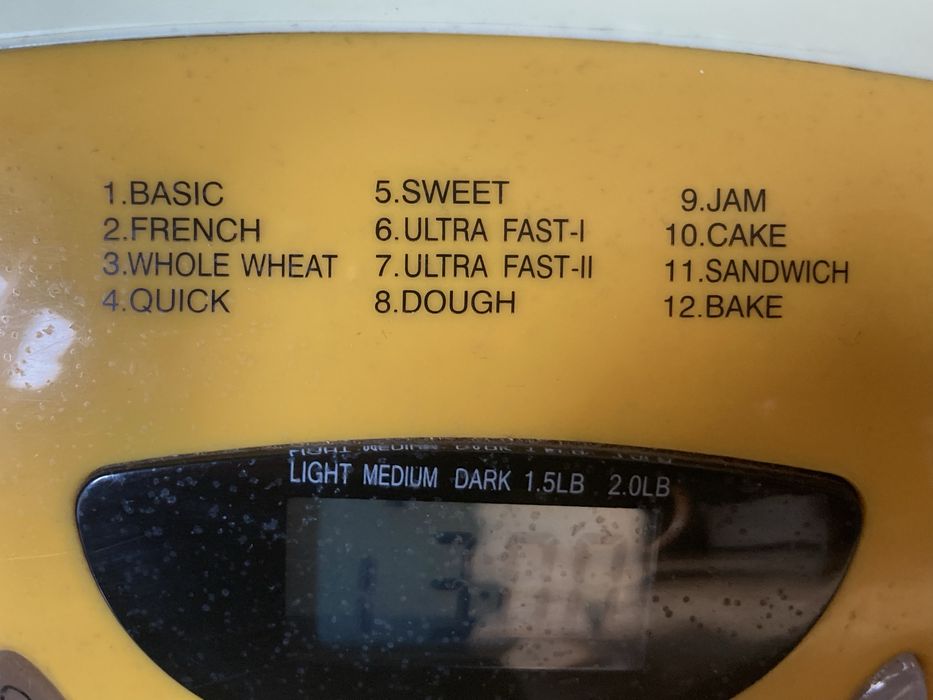 1.BASIC
2.FRENCH
3.WHOLE WHEAT
4.QUICK
5.SWEET
6.ULTRA FAST-I
7.ULTRA FAST-II
8.DOUGH
9.JAM
10.CAKE
11.SANDWICH
12.BAKE
LIGHT MEDIUM DARK 1.5LB 2.0LB